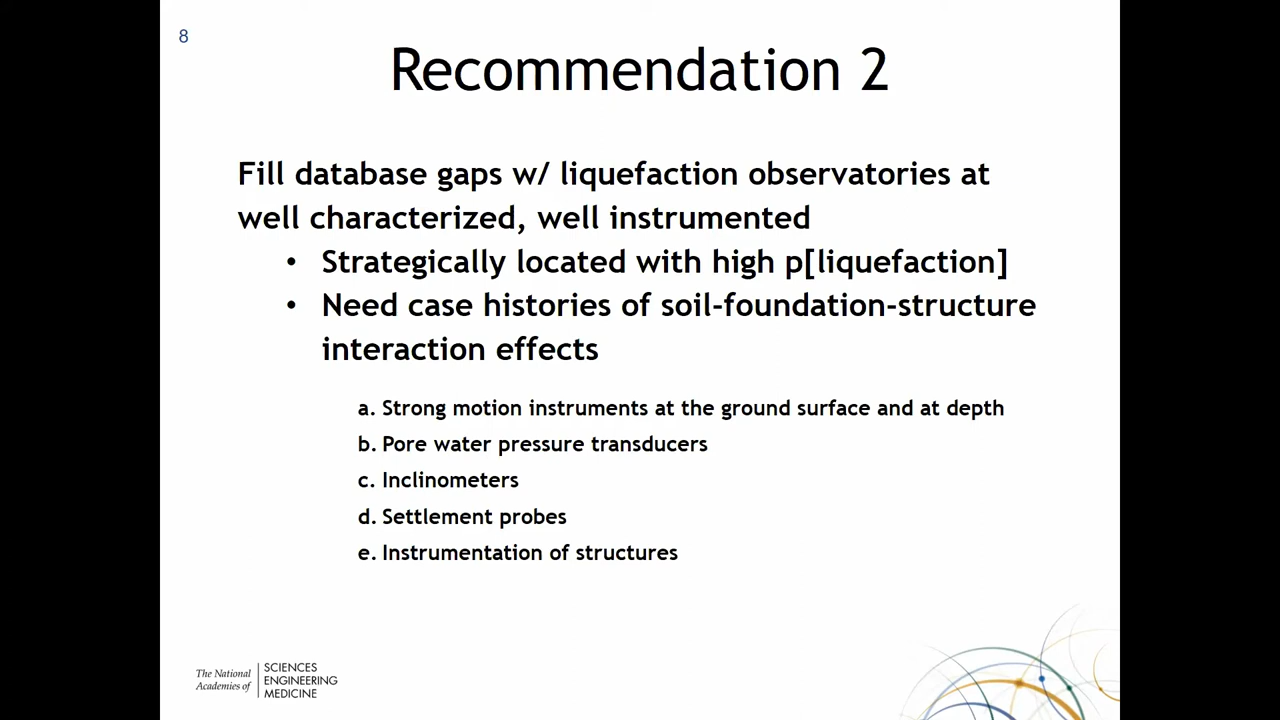 8
Recommendation 2
Fill database gaps w/ liquefaction observatories at
well characterized, well instrumented
• Strategically located with high p[liquefaction]
• Need case histories of soil-foundation-structure
interaction effects
a. Strong motion instruments at the ground surface and at depth
b. Pore water pressure transducers
c. Inclinometers
d. Settlement probes
e. Instrumentation of structures
The National
Academies of
SCIENCES
ENGINEERING
MEDICINE